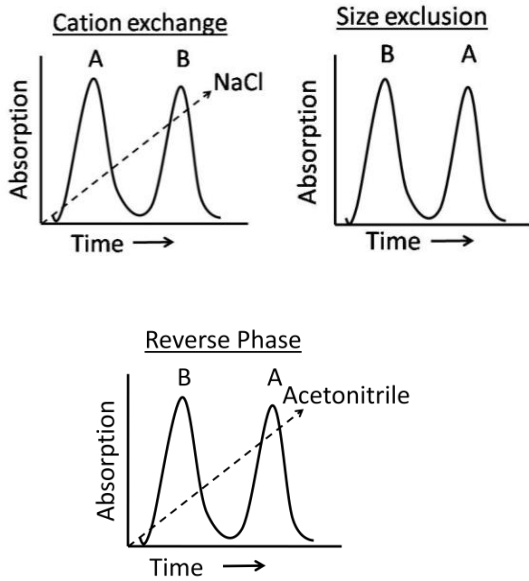 Cation exchange
A
B
NaCl
Absorption
Time
Size exclusion
B
A
Absorption
Time
Reverse Phase
B
A
Acetonitrile
Absorption
Time